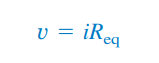 v = iR_eq